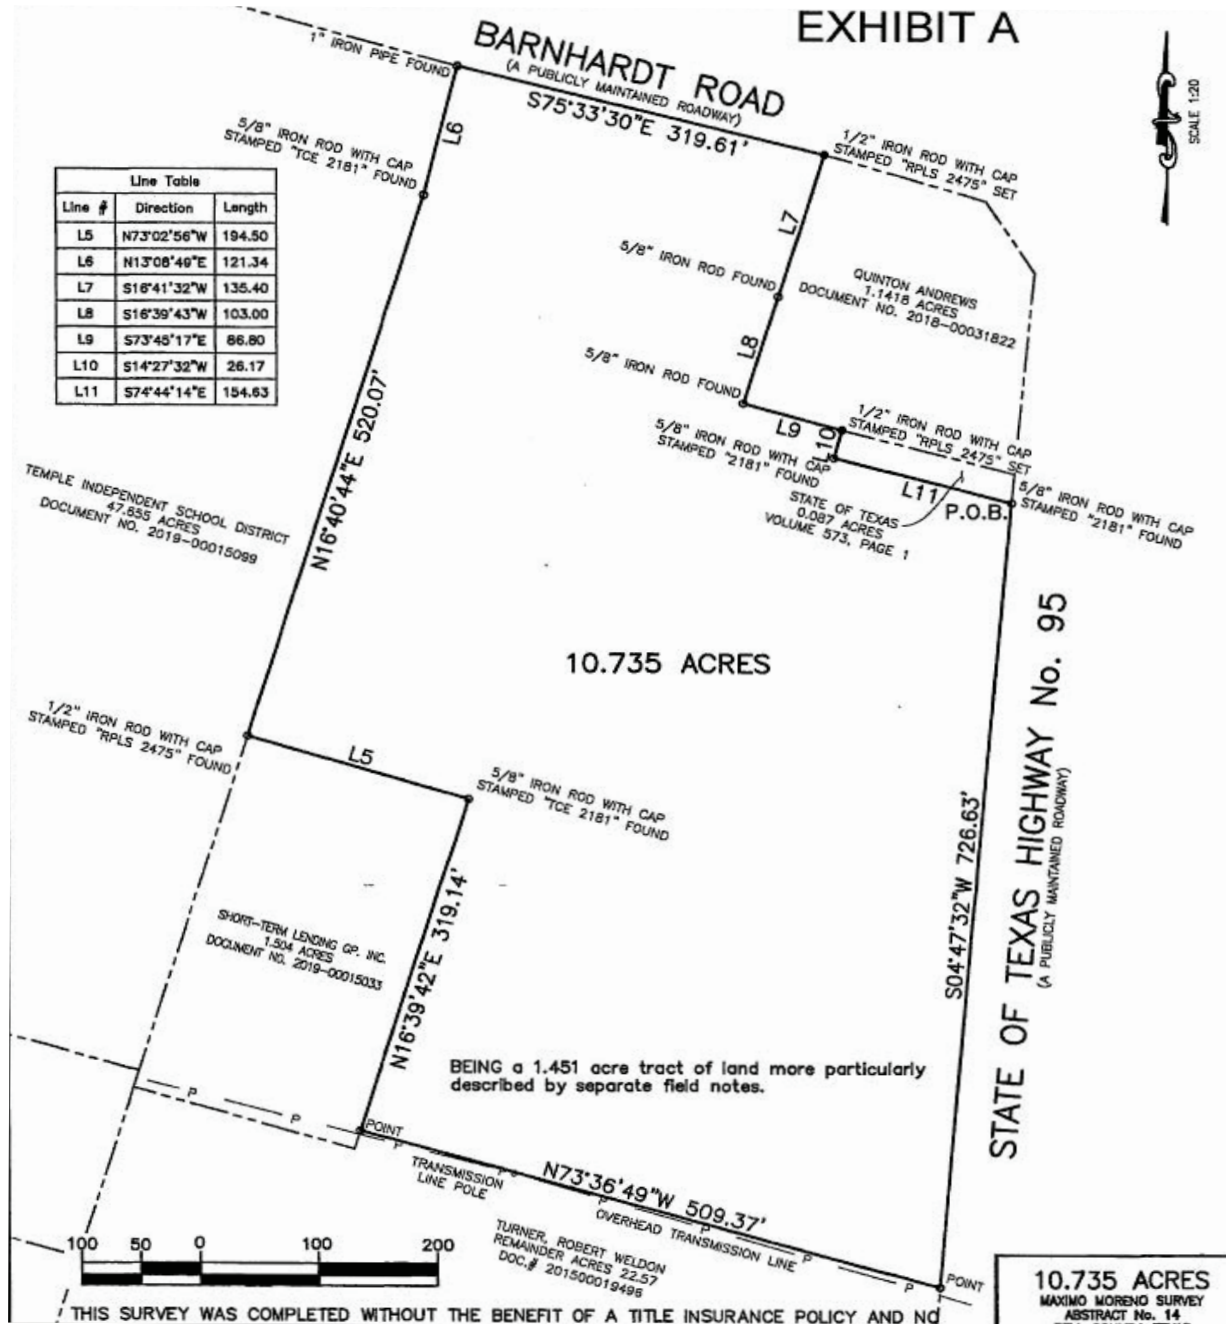 EXHIBIT A
BARNHARDT ROAD
(A PUBLICLY MAINTAINED ROADWAY)
S75°33'30"E 319.61'
1" IRON PIPE FOUND
SCALE 1:20
5/8" IRON ROD WITH CAP
STAMPED "TCE 2181" FOUND
L6
1/2" IRON ROD WITH CAP
STAMPED "RPLS 2475" SET
Line Table
Line # Direction Length
L5 N73°02'56"W 194.50
L6 N13°08'49"E 121.34
L7 S16°41'32"W 135.40
L8 S16°39'43"W 103.00
L9 S73°45'17"E 86.80
L10 S14°27'32"W 26.17
L11 S74°44'14"E 154.63
L7
5/8" IRON ROD FOUND
QUINTON ANDREWS
1.1418 ACRES
DOCUMENT NO. 2018-00031822
L8
5/8" IRON ROD FOUND
L9
L10
1/2" IRON ROD WITH CAP
STAMPED "RPLS 2475" SET
5/8" IRON ROD WITH CAP
STAMPED "2181" FOUND
L11
P.O.B.
5/8" IRON ROD WITH CAP
STAMPED "2181" FOUND
STATE OF TEXAS
0.087 ACRES
VOLUME 573, PAGE 1
N16°40'44"E 520.07'
TEMPLE INDEPENDENT SCHOOL DISTRICT
47.655 ACRES
DOCUMENT NO. 2019-00015099
10.735 ACRES
STATE OF TEXAS HIGHWAY No. 95
(A PUBLICLY MAINTAINED ROADWAY)
S04°47'32"W 726.63'
1/2" IRON ROD WITH CAP
STAMPED "RPLS 2475" FOUND
L5
5/8" IRON ROD WITH CAP
STAMPED "TCE 2181" FOUND
N16°39'42"E 319.14'
SHORT-TERM LENDING GP, INC.
1.504 ACRES
DOCUMENT NO. 2019-00015033
BEING a 1.451 acre tract of land more particularly
described by separate field notes.
P
P
POINT
P
TRANSMISSION
LINE POLE
P
N73°36'49"W 509.37'
P
OVERHEAD TRANSMISSION LINE
P
P
P
POINT
TURNER, ROBERT WELDON
REMAINDER ACRES 22.57
DOC.# 201500019496
100 50 0 100 200
10.735 ACRES
MAXIMO MORENO SURVEY
ABSTRACT No. 14
THIS SURVEY WAS COMPLETED WITHOUT THE BENEFIT OF A TITLE INSURANCE POLICY AND NO